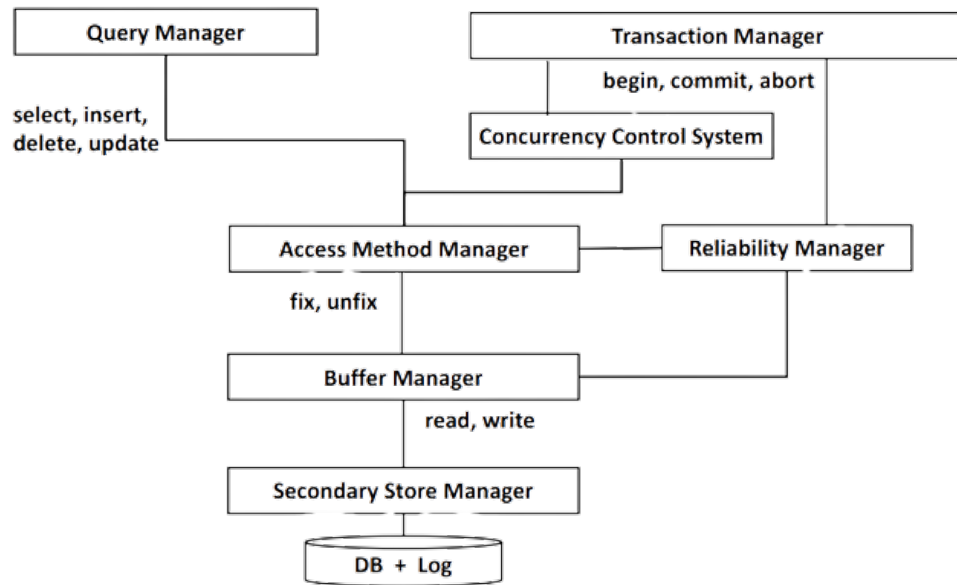 Query Manager
Transaction Manager
begin, commit, abort
select, insert,
delete, update
Concurrency Control System
Access Method Manager
Reliability Manager
fix, unfix
Buffer Manager
read, write
Secondary Store Manager
DB + Log